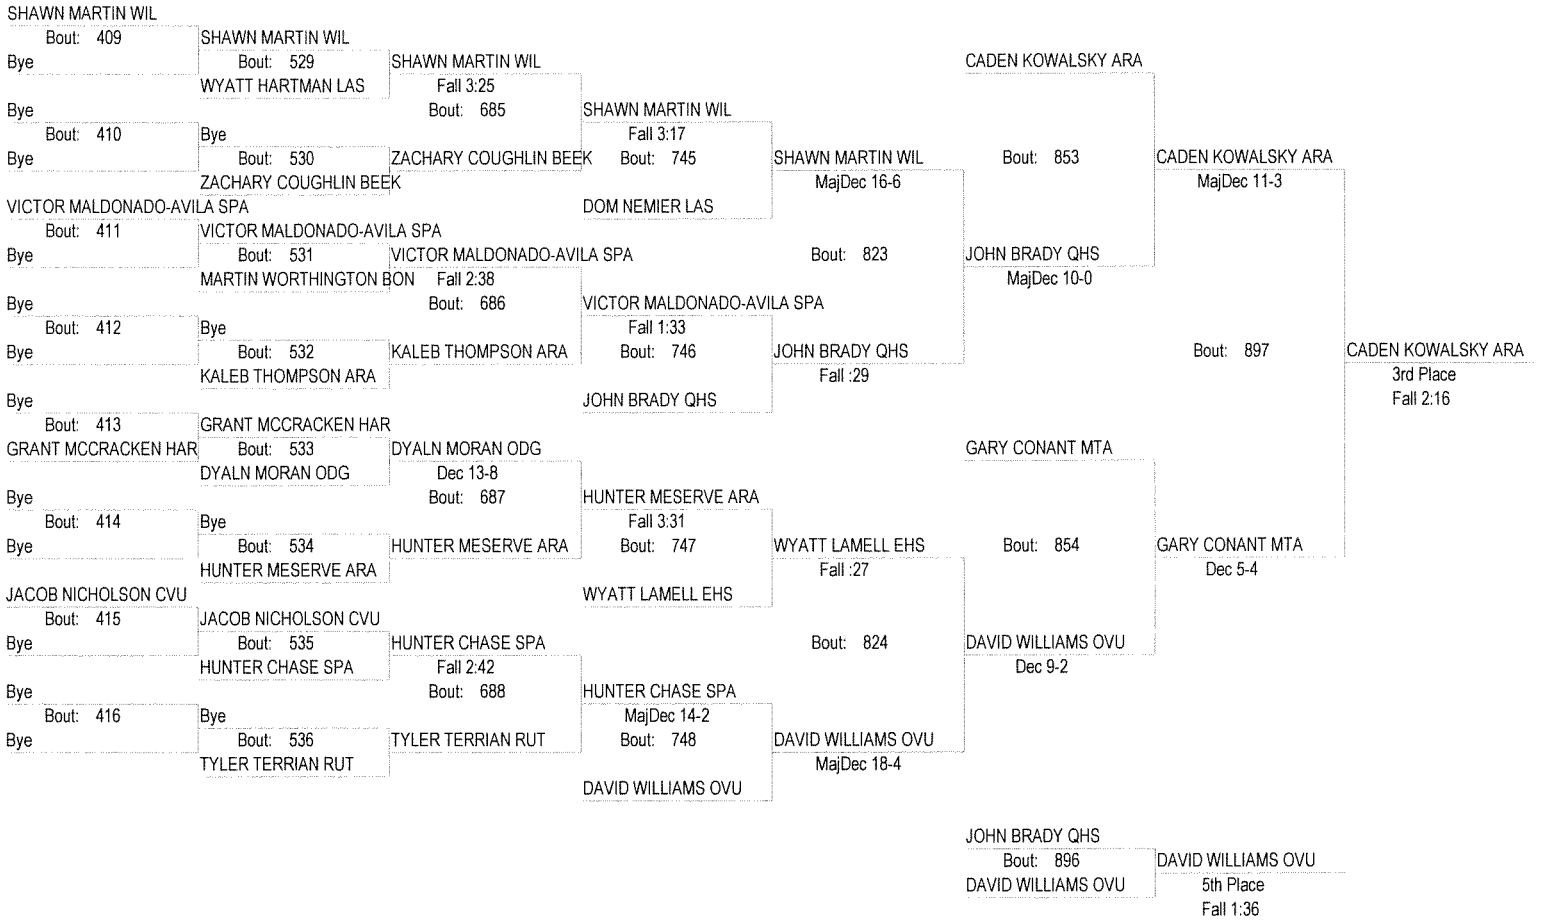 SHAWN MARTIN WIL
Bout: 409
Bye
SHAWN MARTIN WIL
Bout: 529
WYATT HARTMAN LAS
Bye
Bout: 410
Bye
Bye
Bout: 530
ZACHARY COUGHLIN BEEK
VICTOR MALDONADO-AVILA SPA
Bout: 411
Bye
VICTOR MALDONADO-AVILA SPA
Bout: 531
MARTIN WORTHINGTON BON
Bye
Bout: 412
Bye
Bye
Bout: 532
KALEB THOMPSON ARA
Bye
Bout: 413
GRANT MCCRACKEN HAR
GRANT MCCRACKEN HAR
Bout: 533
DYALN MORAN ODG
Bye
Bout: 414
Bye
Bye
Bout: 534
HUNTER MESERVE ARA
JACOB NICHOLSON CVU
Bout: 415
Bye
JACOB NICHOLSON CVU
Bout: 535
HUNTER CHASE SPA
Bye
Bout: 416
Bye
Bye
Bout: 536
TYLER TERRIAN RUT
SHAWN MARTIN WIL
Fall 3:25
Bout: 685
ZACHARY COUGHLIN BEEK
VICTOR MALDONADO-AVILA SPA
Fall 2:38
Bout: 686
KALEB THOMPSON ARA
DYALN MORAN ODG
Dec 13-8
Bout: 687
HUNTER MESERVE ARA
HUNTER CHASE SPA
Fall 2:42
Bout: 688
TYLER TERRIAN RUT
SHAWN MARTIN WIL
Fall 3:17
Bout: 745
DOM NEMIER LAS
VICTOR MALDONADO-AVILA SPA
Fall 1:33
Bout: 746
JOHN BRADY QHS
HUNTER MESERVE ARA
Fall 3:31
Bout: 747
WYATT LAMELL EHS
HUNTER CHASE SPA
MajDec 14-2
Bout: 748
DAVID WILLIAMS OVU
SHAWN MARTIN WIL
MajDec 16-6
Bout: 823
JOHN BRADY QHS
Fall :29
WYATT LAMELL EHS
Fall :27
Bout: 824
DAVID WILLIAMS OVU
MajDec 18-4
CADEN KOWALSKY ARA
Bout: 853
JOHN BRADY QHS
MajDec 10-0
GARY CONANT MTA
Bout: 854
DAVID WILLIAMS OVU
Dec 9-2
CADEN KOWALSKY ARA
MajDec 11-3
Bout: 897
GARY CONANT MTA
Dec 5-4
CADEN KOWALSKY ARA
3rd Place
Fall 2:16
JOHN BRADY QHS
Bout: 896
DAVID WILLIAMS OVU
DAVID WILLIAMS OVU
5th Place
Fall 1:36